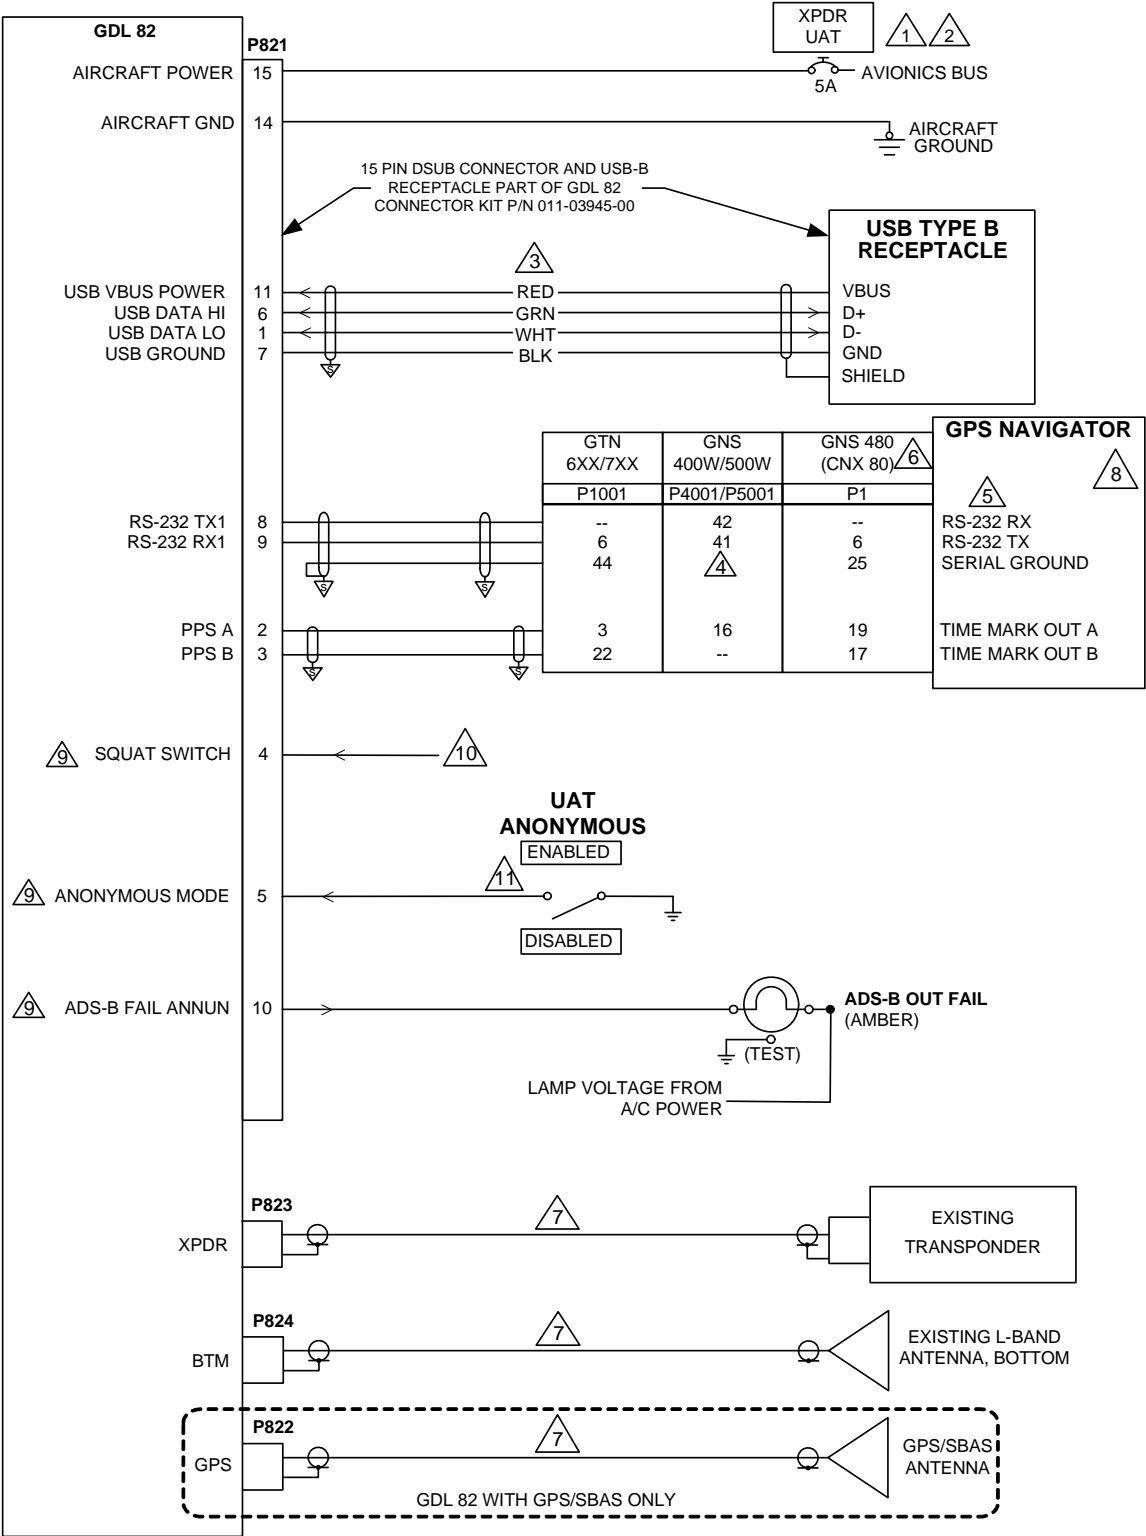 GDL 82
P821
XPDR
UAT
1
2
AIRCRAFT POWER 15
5A
AVIONICS BUS
AIRCRAFT GND 14
AIRCRAFT
GROUND
15 PIN DSUB CONNECTOR AND USB-B
RECEPTACLE PART OF GDL 82
CONNECTOR KIT P/N 011-03945-00
USB TYPE B
RECEPTACLE
3
USB VBUS POWER 11 RED VBUS
USB DATA HI 6 GRN D+
USB DATA LO 1 WHT D-
USB GROUND 7 BLK GND
S
SHIELD
GPS NAVIGATOR
8
5
GTN
6XX/7XX
GNS
400W/500W
GNS 480
(CNX 80)
6
P1001 P4001/P5001 P1
RS-232 TX1 8 -- 42 -- RS-232 RX
RS-232 RX1 9 6 41 6 RS-232 TX
44 4 25 SERIAL GROUND
S S
PPS A 2 3 16 19 TIME MARK OUT A
PPS B 3 22 -- 17 TIME MARK OUT B
S S
9 SQUAT SWITCH 4 10
UAT
ANONYMOUS
ENABLED
9 ANONYMOUS MODE 5 11
DISABLED
9 ADS-B FAIL ANNUN 10
ADS-B OUT FAIL
(AMBER)
(TEST)
LAMP VOLTAGE FROM
A/C POWER
P823
XPDR
7
EXISTING
TRANSPONDER
P824
BTM
7
EXISTING L-BAND
ANTENNA, BOTTOM
P822
GPS
7
GPS/SBAS
ANTENNA
GDL 82 WITH GPS/SBAS ONLY